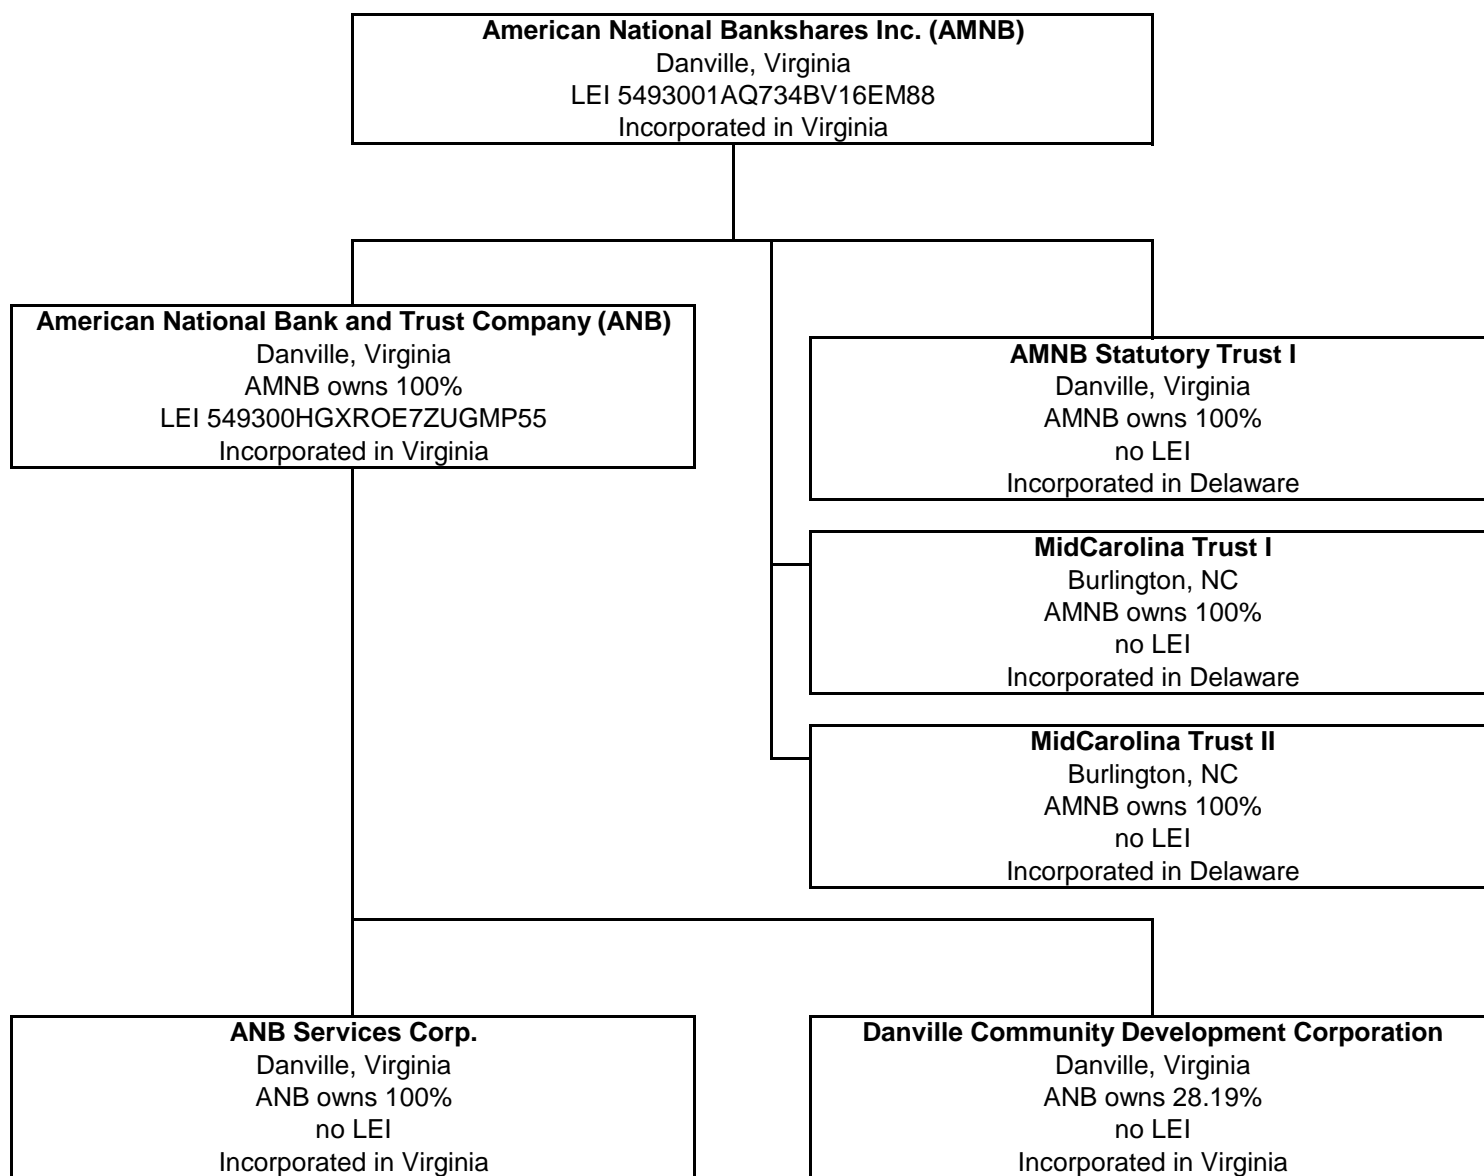 American National Bankshares Inc. (AMNB)
Danville, Virginia
LEI 5493001AQ734BV16EM88
Incorporated in Virginia
American National Bank and Trust Company (ANB)
Danville, Virginia
AMNB owns 100%
LEI 549300HGXROE7ZUGMP55
Incorporated in Virginia
AMNB Statutory Trust I
Danville, Virginia
AMNB owns 100%
no LEI
Incorporated in Delaware
MidCarolina Trust I
Burlington, NC
AMNB owns 100%
no LEI
Incorporated in Delaware
MidCarolina Trust II
Burlington, NC
AMNB owns 100%
no LEI
Incorporated in Delaware
ANB Services Corp.
Danville, Virginia
ANB owns 100%
no LEI
Incorporated in Virginia
Danville Community Development Corporation
Danville, Virginia
ANB owns 28.19%
no LEI
Incorporated in Virginia